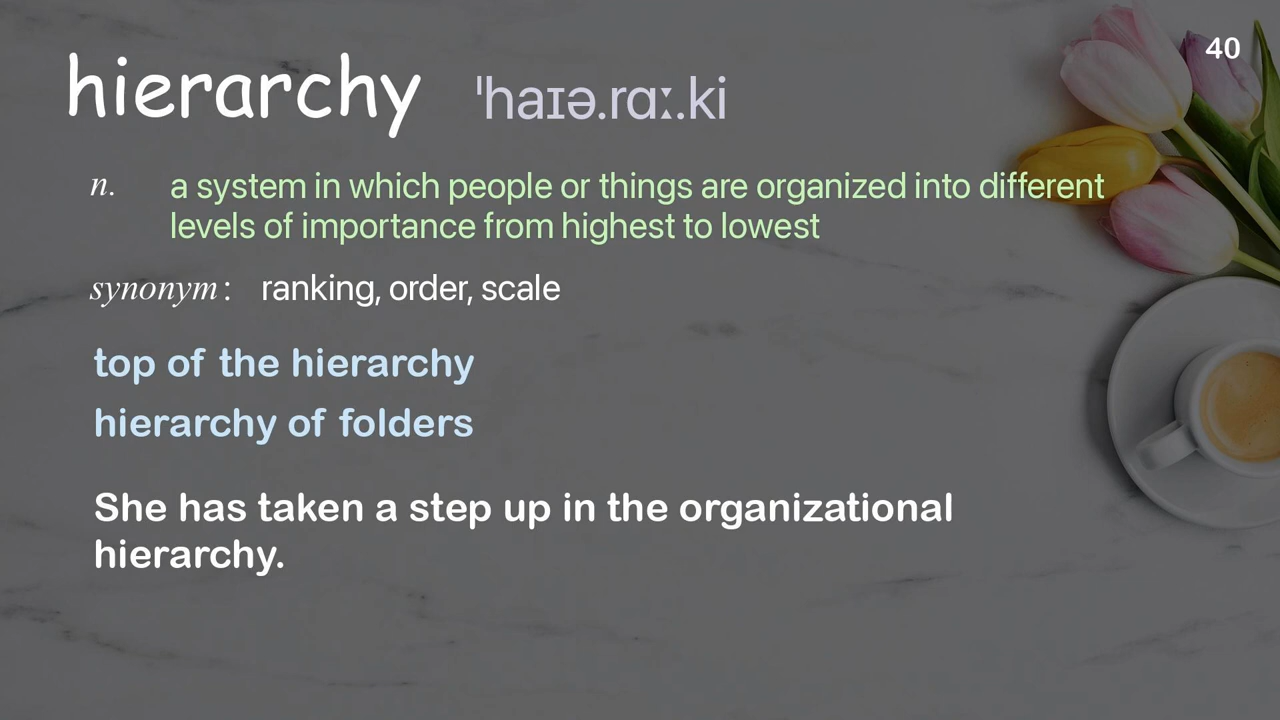 40
hierarchy ˈhaɪə.rɑː.ki
n. a system in which people or things are organized into different
levels of importance from highest to lowest
synonym: ranking, order, scale
top of the hierarchy
hierarchy of folders
She has taken a step up in the organizational
hierarchy.